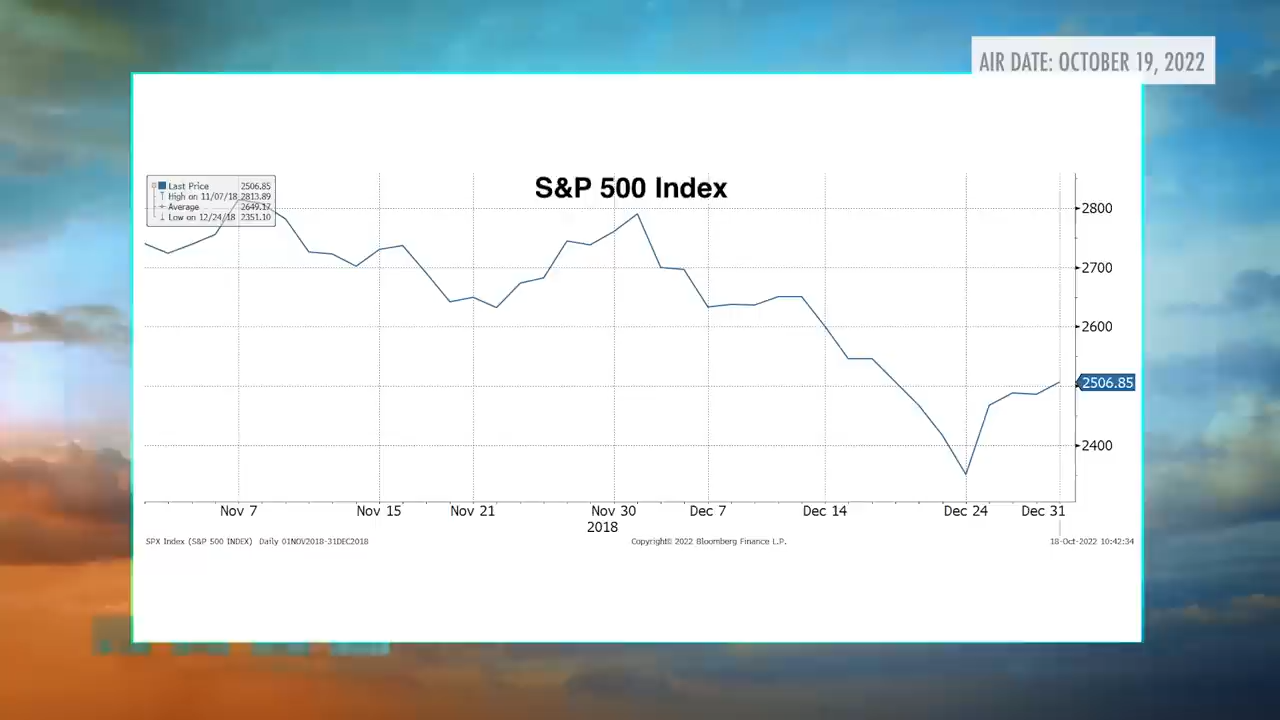 AIR DATE: OCTOBER 19, 2022
S&P 500 Index
Last Price 2506.85
High on 11/07/18 2813.89
Average 2649.17
Low on 12/24/18 2351.10
2800
2700
2600
2506.85
2400
Nov 7 Nov 15 Nov 21 Nov 30 Dec 7 Dec 14 Dec 24 Dec 31
2018
SPX Index (S&P 500 INDEX) Daily 01NOV2018-31DEC2018 Copyright© 2022 Bloomberg Finance L.P. 18-Oct-2022 10:42:34